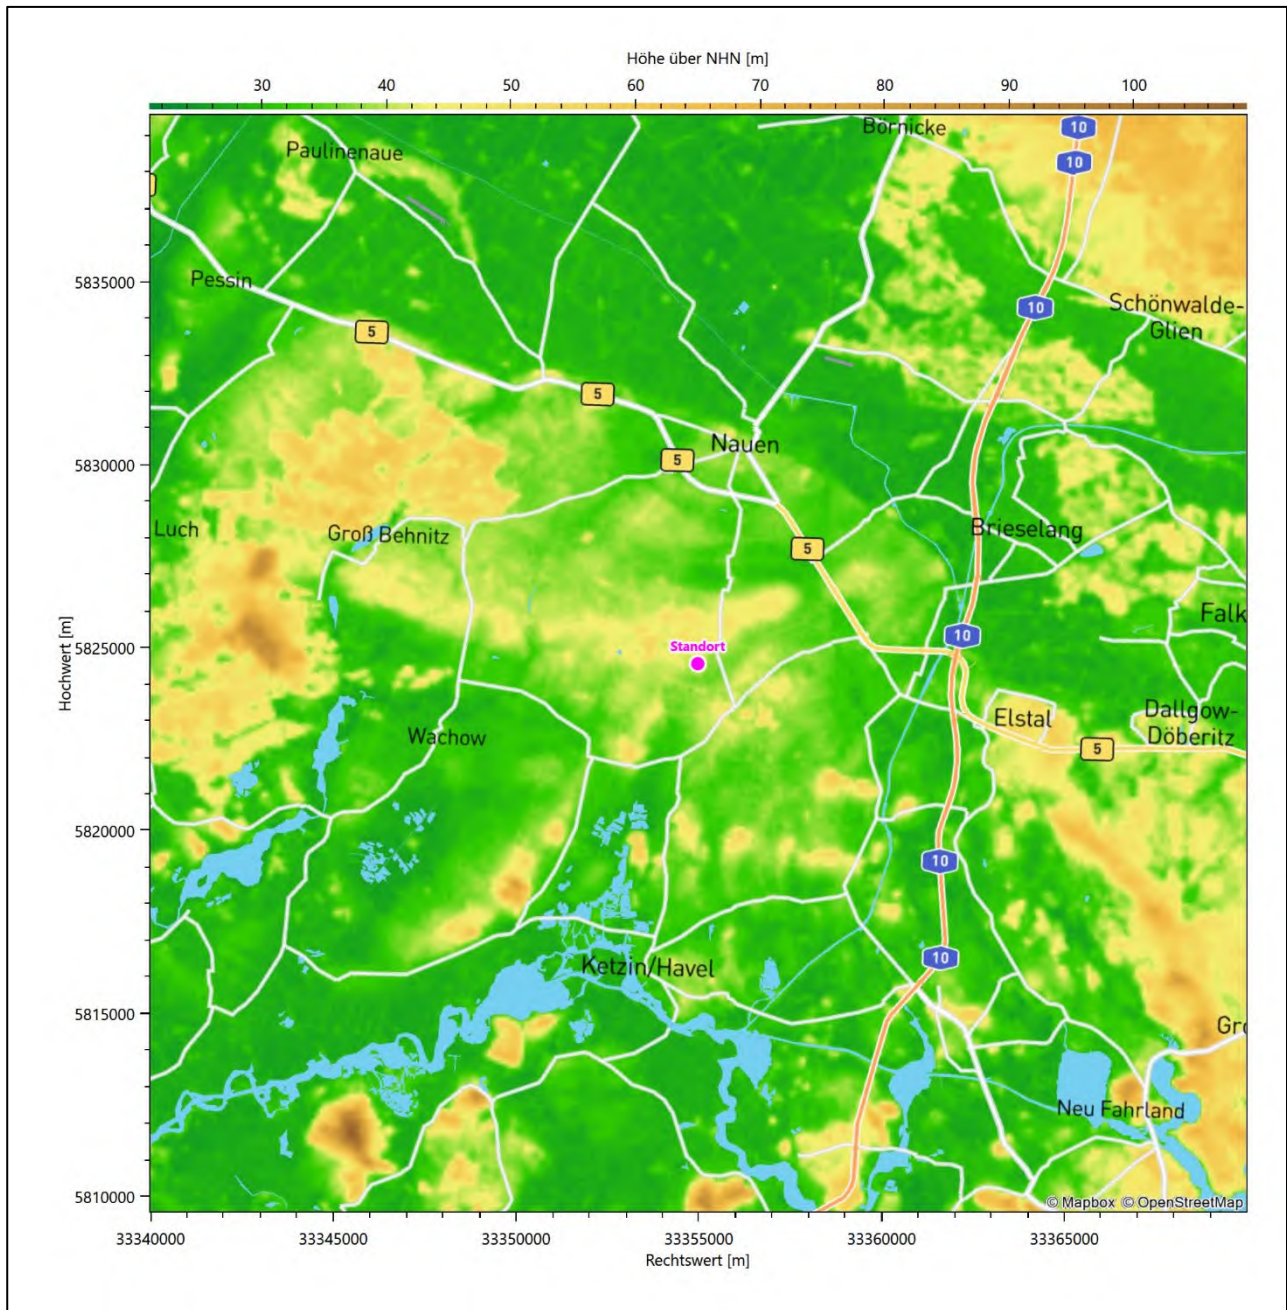 Höhe über NHN [m]
30 40 50 60 70 80 90 100
Börnicke
10
Paulinenaue
10
Pessin
5835000
10
Schönwalde-
Glien
5
5
Nauen
5
5830000
Luch
Groß Behnitz
Brieselang
5
Falk
10
Standort
5825000
Hochwert [m]
Wachow
Elstal
Dallgow-
Döberitz
5
5820000
10
Ketzin/Havel
10
5815000
Gro
Neu Fahrland
5810000
© Mapbox © OpenStreetMap
33340000 33345000 33350000 33355000 33360000 33365000
Rechtswert [m]